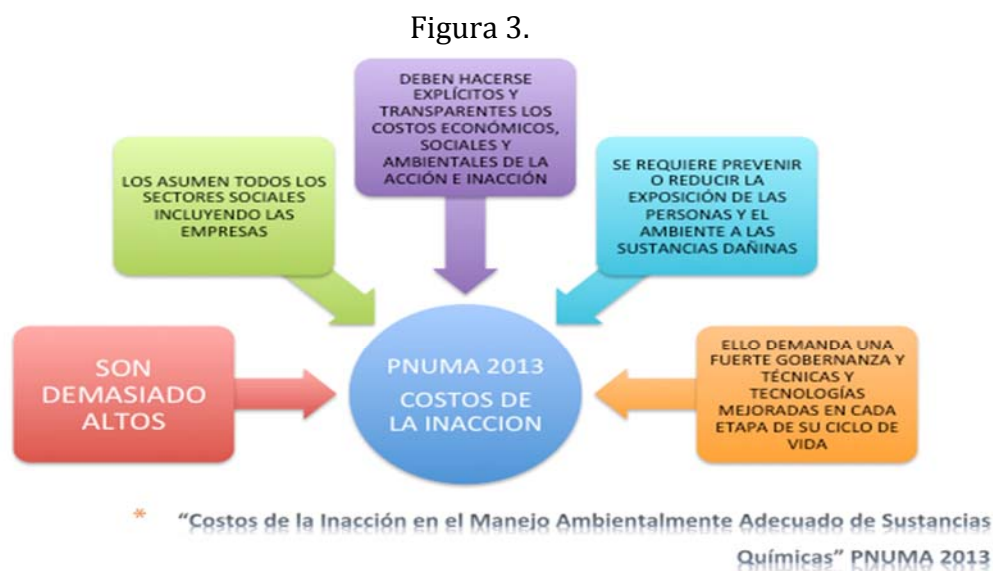 Figura 3.
DEBEN HACERSE
EXPLÍCITOS Y
TRANSPARENTES LOS
COSTOS ECONÓMICOS,
SOCIALES Y
AMBIENTALES DE LA
ACCIÓN E INACCIÓN
LOS ASUMEN TODOS LOS
SECTORES SOCIALES
INCLUYENDO LAS
EMPRESAS
SE REQUIERE PREVENIR
O REDUCIR LA
EXPOSICIÓN DE LAS
PERSONAS Y EL
AMBIENTE A LAS
SUSTANCIAS DAÑINAS
SON
DEMASIADO
ALTOS
PNUMA 2013
COSTOS DE
LA INACCION
ELLO DEMANDA UNA
FUERTE GOBERNANZA Y
TÉCNICAS Y
TECNOLOGÍAS
MEJORADAS EN CADA
ETAPA DE SU CICLO DE
VIDA
* "Costos de la Inacción en el Manejo Ambientalmente Adecuado de Sustancias
Químicas" PNUMA 2013